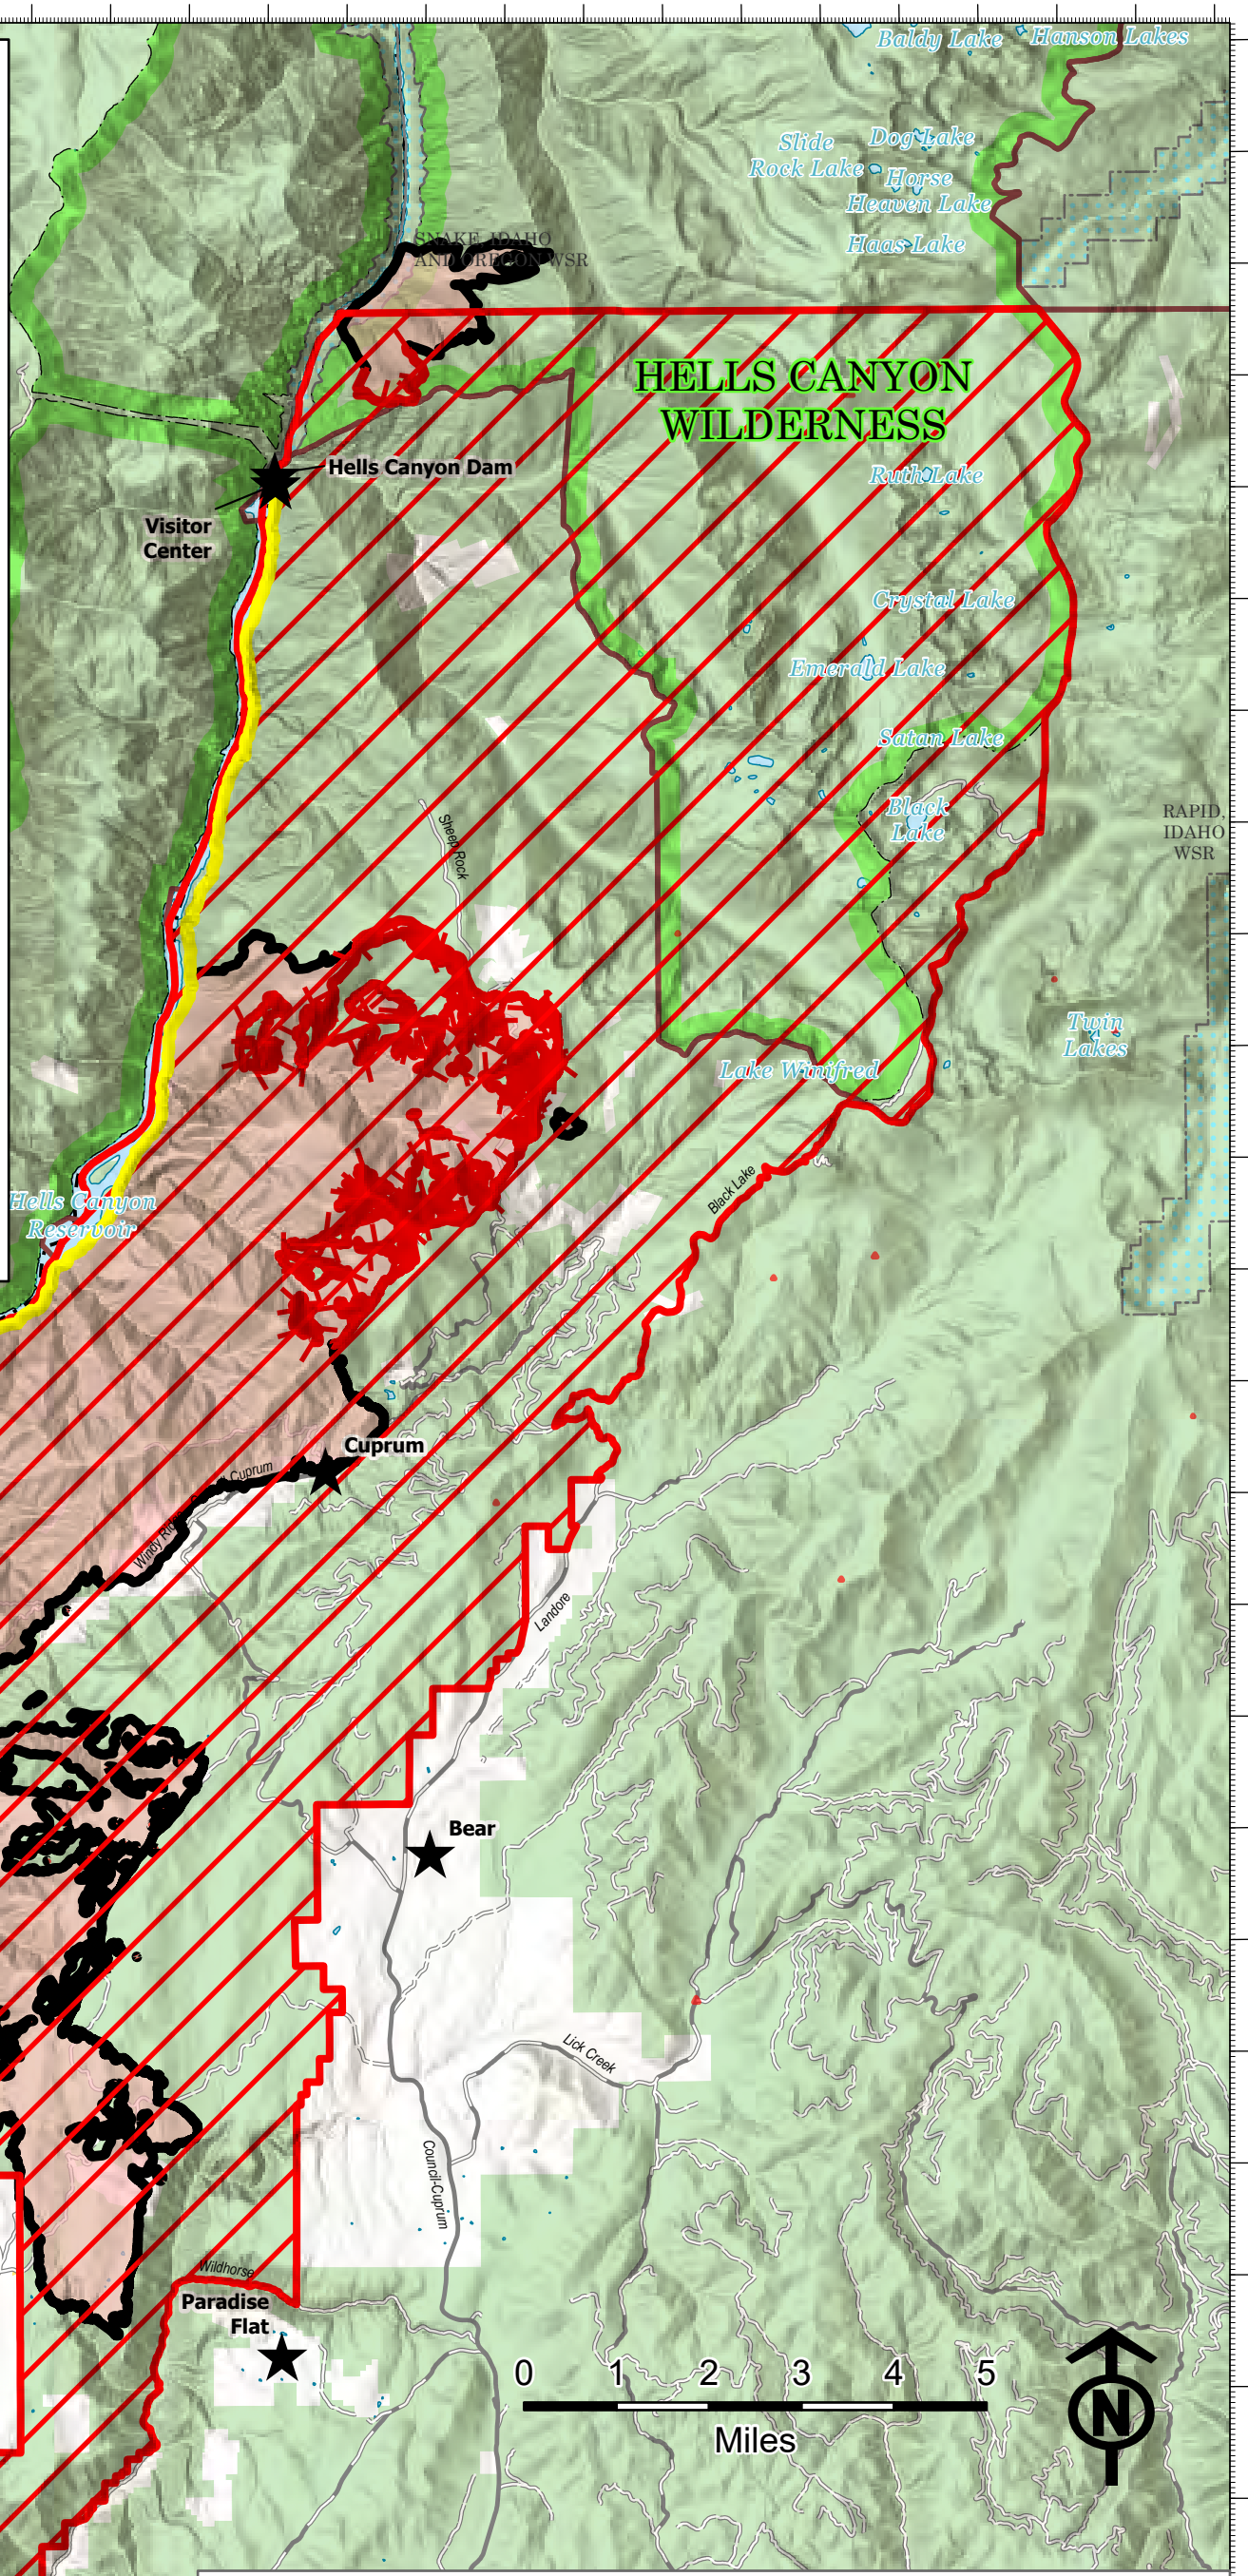 Baldy Lake
Hanson Lakes
Slide
Rock Lake
Dog Lake
Horse
Heaven Lake
Haas Lake
SNAKE, IDAHO
AND OREGON WSR
HELLS CANYON
WILDERNESS
Hells Canyon Dam
Ruth Lake
Visitor
Center
Crystal Lake
Emerald Lake
Satan Lake
Black
Lake
Sheep Rock
RAPID,
IDAHO
WSR
Twin
Lakes
Lake Winifred
Black Lake
Hells Canyon
Reservoir
Cuprum
Cuprum
Windy Rid
Landore
Bear
Lick Creek
Council-Cuprum
Wildhorse
Paradise
Flat
0 1 2 3 4 5
Miles
N